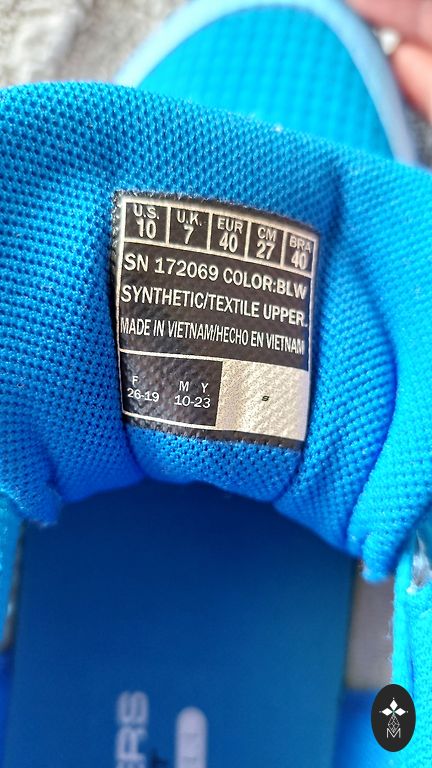 U.S. U.K. EUR CM BRA
10 7 40 27 40
SN 172069 COLOR:BLW
SYNTHETIC/TEXTILE UPPER.
MADE IN VIETNAM/HECHO EN VIETNAM
F M Y
26-19 10-23
ERS
M